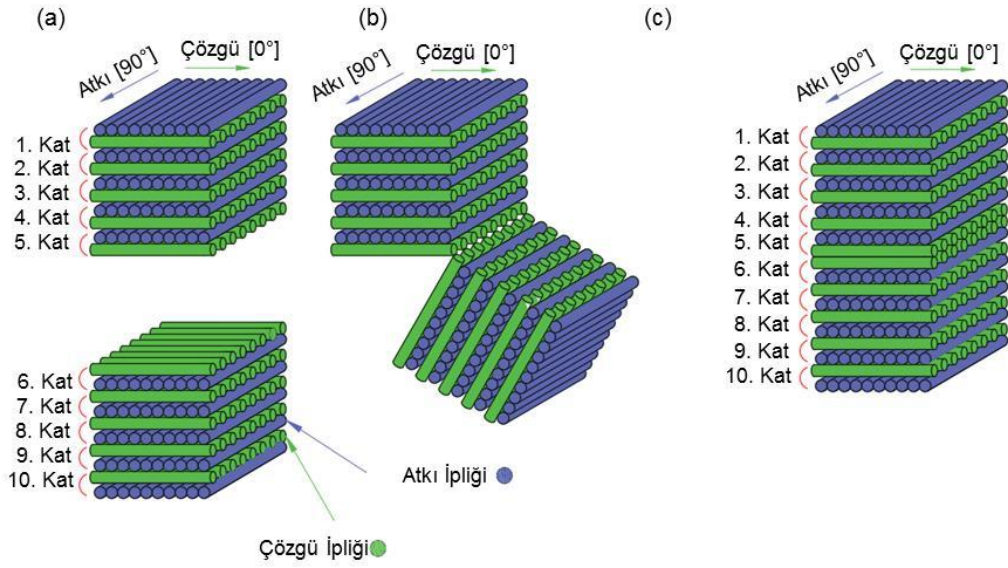 (a)
Atkı [90°]
Çözgü [0°]
1. Kat
2. Kat
3. Kat
4. Kat
5. Kat
6. Kat
7. Kat
8. Kat
9. Kat
10. Kat
(b)
Atkı [90°]
Çözgü [0°]
Atkı İpliği
Çözgü İpliği
(c)
Atkı [90°]
Çözgü [0°]
1. Kat
2. Kat
3. Kat
4. Kat
5. Kat
6. Kat
7. Kat
8. Kat
9. Kat
10. Kat